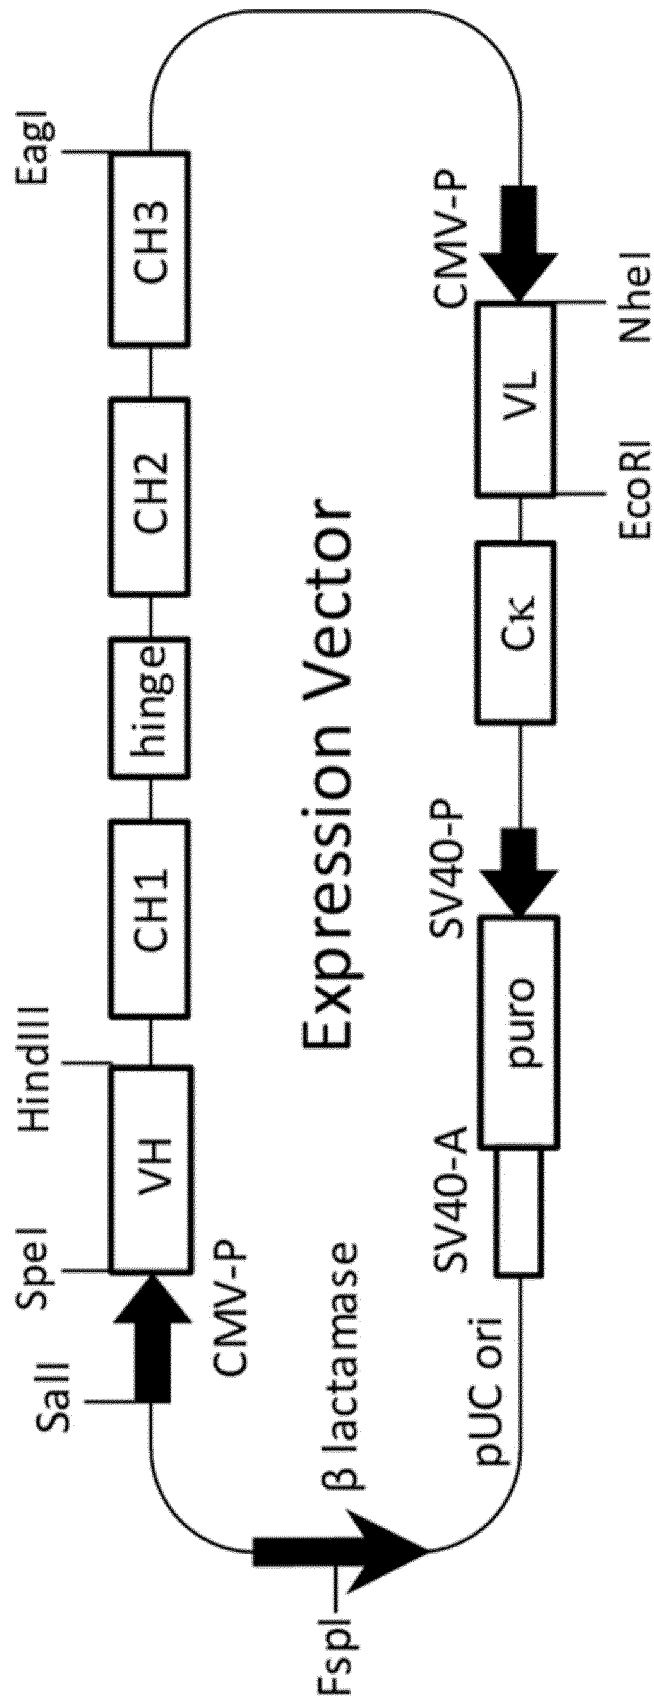 SalI
SpeI
HindIII
EagI
VH
CH1
hinge
CH2
CH3
CMV-P
Expression Vector
FspI
β lactamase
pUC ori
SV40-A
SV40-P
CMV-P
puro
Cκ
VL
EcoRI
NheI